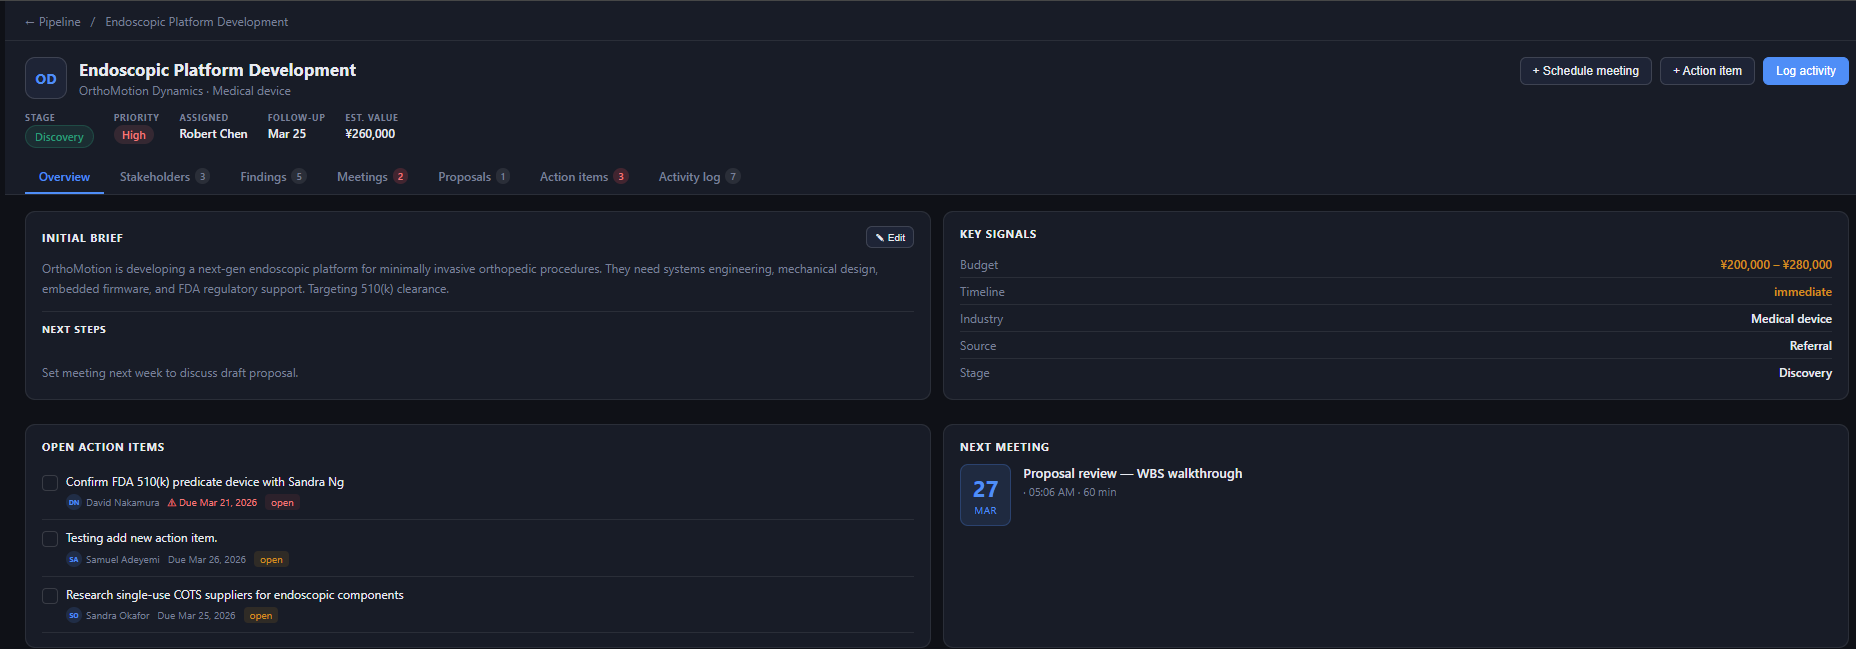 ← Pipeline / Endoscopic Platform Development
OD
Endoscopic Platform Development
OrthoMotion Dynamics · Medical device
+ Schedule meeting
+ Action item
Log activity
STAGE PRIORITY ASSIGNED FOLLOW-UP EST. VALUE
Discovery High Robert Chen Mar 25 ¥260,000
Overview Stakeholders 3 Findings 5 Meetings 2 Proposals 1 Action items 3 Activity log 7
INITIAL BRIEF
Edit
OrthoMotion is developing a next-gen endoscopic platform for minimally invasive orthopedic procedures. They need systems engineering, mechanical design,
embedded firmware, and FDA regulatory support. Targeting 510(k) clearance.
NEXT STEPS
Set meeting next week to discuss draft proposal.
KEY SIGNALS
Budget ¥200,000 – ¥280,000
Timeline immediate
Industry Medical device
Source Referral
Stage Discovery
OPEN ACTION ITEMS
Confirm FDA 510(k) predicate device with Sandra Ng
DN David Nakamura ⚠ Due Mar 21, 2026 open
Testing add new action item.
SA Samuel Adeyemi Due Mar 26, 2026 open
Research single-use COTS suppliers for endoscopic components
SO Sandra Okafor Due Mar 25, 2026 open
NEXT MEETING
27
MAR
Proposal review — WBS walkthrough
· 05:06 AM · 60 min